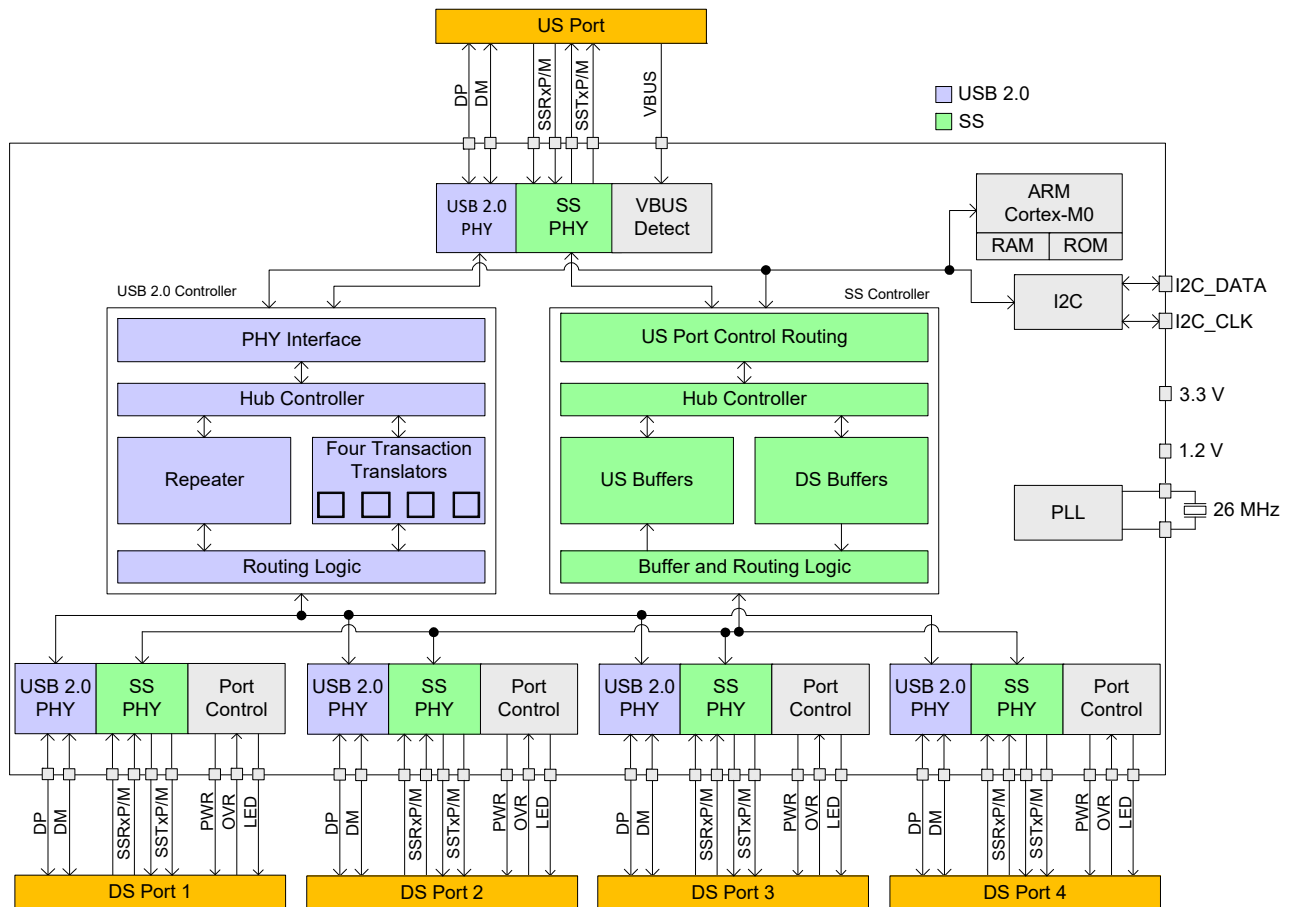 US Port
DP
DM
SSRxP/M
SSTxP/M
VBUS
USB 2.0
SS
USB 2.0
PHY
SS
PHY
VBUS
Detect
ARM
Cortex-M0
RAM
ROM
I2C
I2C_DATA
I2C_CLK
3.3 V
1.2 V
PLL
26 MHz
USB 2.0 Controller
PHY Interface
Hub Controller
Repeater
Four Transaction
Translators
Routing Logic
SS Controller
US Port Control Routing
Hub Controller
US Buffers
DS Buffers
Buffer and Routing Logic
USB 2.0
PHY
SS
PHY
Port
Control
USB 2.0
PHY
SS
PHY
Port
Control
USB 2.0
PHY
SS
PHY
Port
Control
USB 2.0
PHY
SS
PHY
Port
Control
DP
DM
SSRxP/M
SSTxP/M
PWR
OVR
LED
DP
DM
SSRxP/M
SSTxP/M
PWR
OVR
LED
DP
DM
SSRxP/M
SSTxP/M
PWR
OVR
LED
DP
DM
SSRxP/M
SSTxP/M
PWR
OVR
LED
DS Port 1
DS Port 2
DS Port 3
DS Port 4